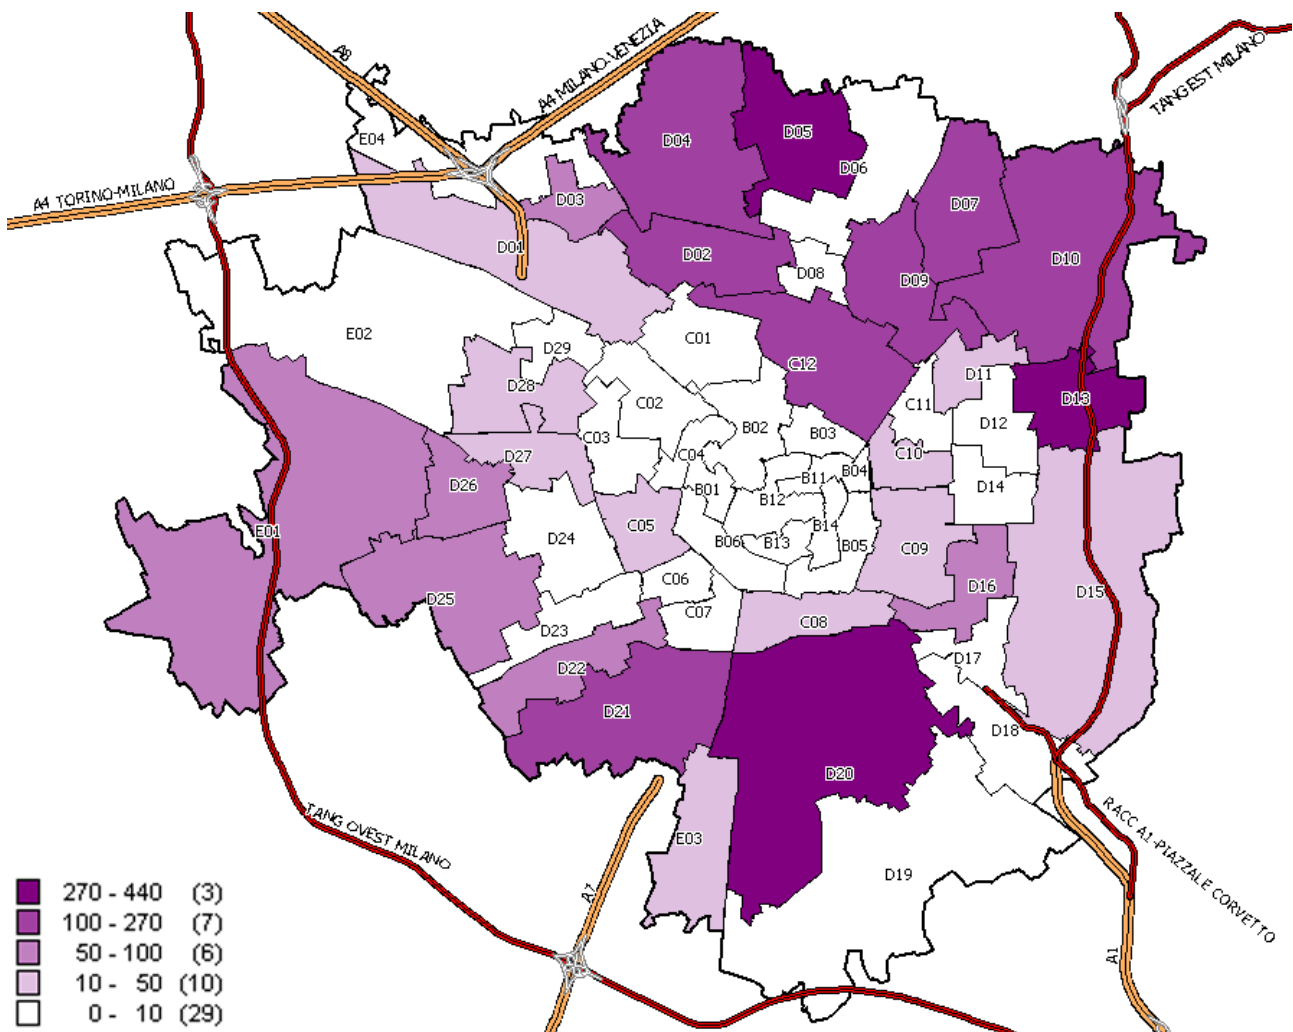 A8
A4 MILANO-VENEZIA
TANG EST MILANO
E04
D04
D05
D06
A4 TORINO-MILANO
D03
D07
D01
D02
D08
D09
D10
E02
C01
D29
C12
D28
D11
C11
D13
C02
C03
B02
B03
D12
C04
C10
D27
D26
B01
B11
B04
B12
D14
E01
C05
B14
D24
B06
B13
B05
C09
C06
D16
D25
C07
D15
D23
C08
D22
D17
D21
D18
D20
TANG OVEST MILANO
E03
RACC A1-PIAZZALE CORVETTO
D19
A7
A1
270 - 440 (3)
100 - 270 (7)
50 - 100 (6)
10 - 50 (10)
0 - 10 (29)